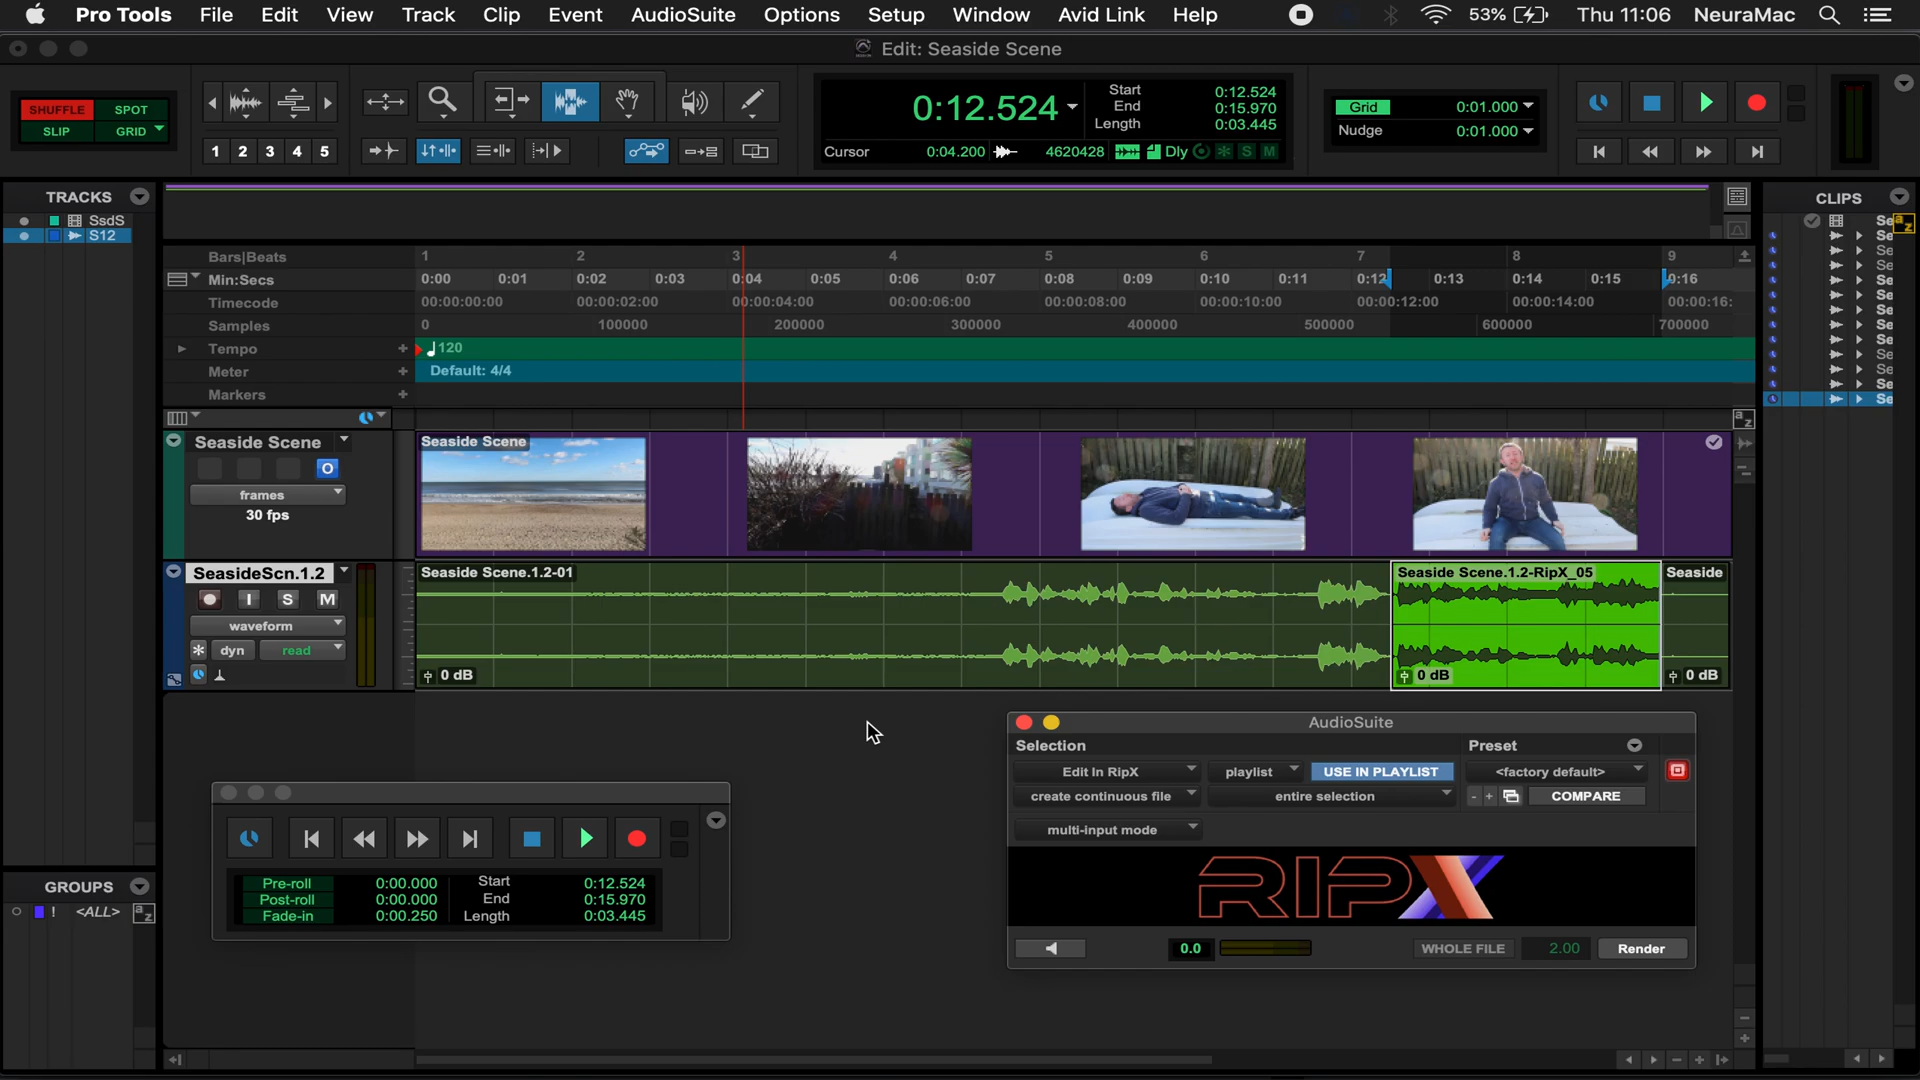 Pro Tools File Edit View Track Clip Event AudioSuite Options Setup Window Avid Link Help 53% Thu 11:06 NeuraMac
Edit: Seaside Scene
SHUFFLE SPOT
SLIP GRID
1 2 3 4 5
0:12.524
Start 0:12.524
End 0:15.970
Length 0:03.445
Cursor 0:04.200 4620428 Dly S M
Grid 0:01.000
Nudge 0:01.000
TRACKS
SsdS
S12
CLIPS
Se
Se
Se
Se
Se
Se
Se
Se
Se
Se
Se
Se
Se
Bars|Beats 1 2 3 4 5 6 7 8 9
Min:Secs 0:00 0:01 0:02 0:03 0:04 0:05 0:06 0:07 0:08 0:09 0:10 0:11 0:12 0:13 0:14 0:15 0:16
Timecode 00:00:00:00 00:00:02:00 00:00:04:00 00:00:06:00 00:00:08:00 00:00:10:00 00:00:12:00 00:00:14:00 00:00:16:
Samples 0 100000 200000 300000 400000 500000 600000 700000
Tempo + 120
Meter + Default: 4/4
Markers +
a z
Seaside Scene
O
frames
30 fps
Seaside Scene
SeasideScn.1.2
I S M
waveform
dyn read
Seaside Scene.1.2-01
0 dB
Seaside Scene.1.2-RipX_05
0 dB
Seaside
0 dB
Pre-roll 0:00.000 Start 0:12.524
Post-roll 0:00.000 End 0:15.970
Fade-in 0:00.250 Length 0:03.445
GROUPS
! <ALL> a z
AudioSuite
Selection Preset
Edit In RipX playlist USE IN PLAYLIST <factory default>
create continuous file entire selection - + COMPARE
multi-input mode
RIPX
0.0 WHOLE FILE 2.00 Render